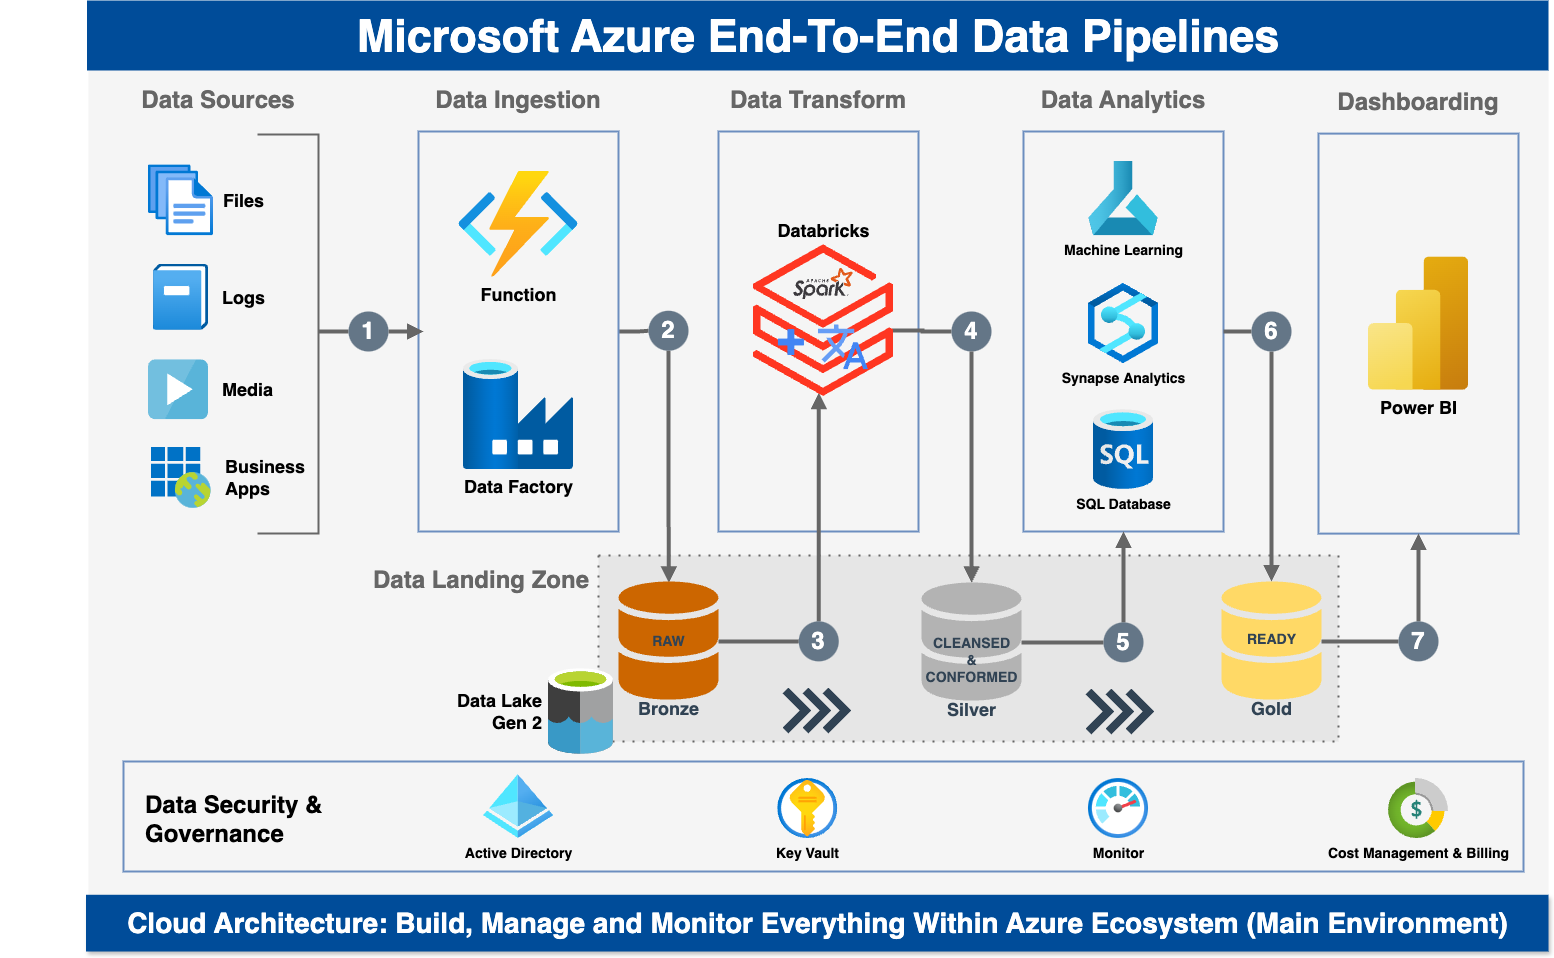 Microsoft Azure End-To-End Data Pipelines
Data Sources
Data Ingestion
Data Transform
Data Analytics
Dashboarding
Files
Logs
Media
Business
Apps
1
Function
Data Factory
2
Databricks
APACHE
Spark
文A
4
Machine Learning
Synapse Analytics
SQL
SQL Database
6
Power BI
Data Landing Zone
RAW
Bronze
3
CLEANSED
&
CONFORMED
Silver
5
READY
Gold
7
Data Lake
Gen 2
Data Security &
Governance
Active Directory
Key Vault
Monitor
$
Cost Management & Billing
Cloud Architecture: Build, Manage and Monitor Everything Within Azure Ecosystem (Main Environment)